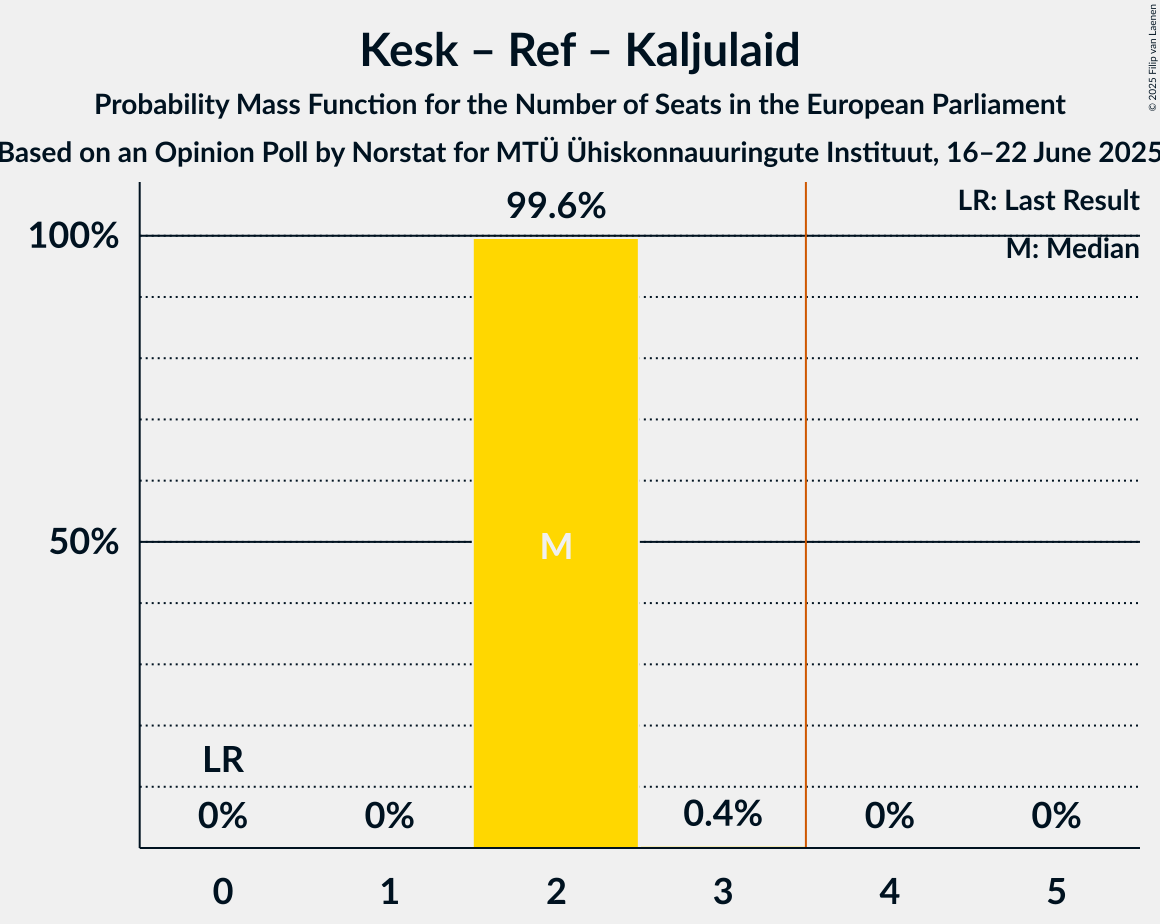 Kesk – Ref – Kaljulaid
Probability Mass Function for the Number of Seats in the European Parliament
Based on an Opinion Poll by Norstat for MTÜ Ühiskonnauuringute Instituut, 16–22 June 2025
© 2025 Filip van Laenen
LR: Last Result
M: Median
99.6%
100%
50%
M
LR
0%
0%
0.4%
0%
0%
0
1
2
3
4
5